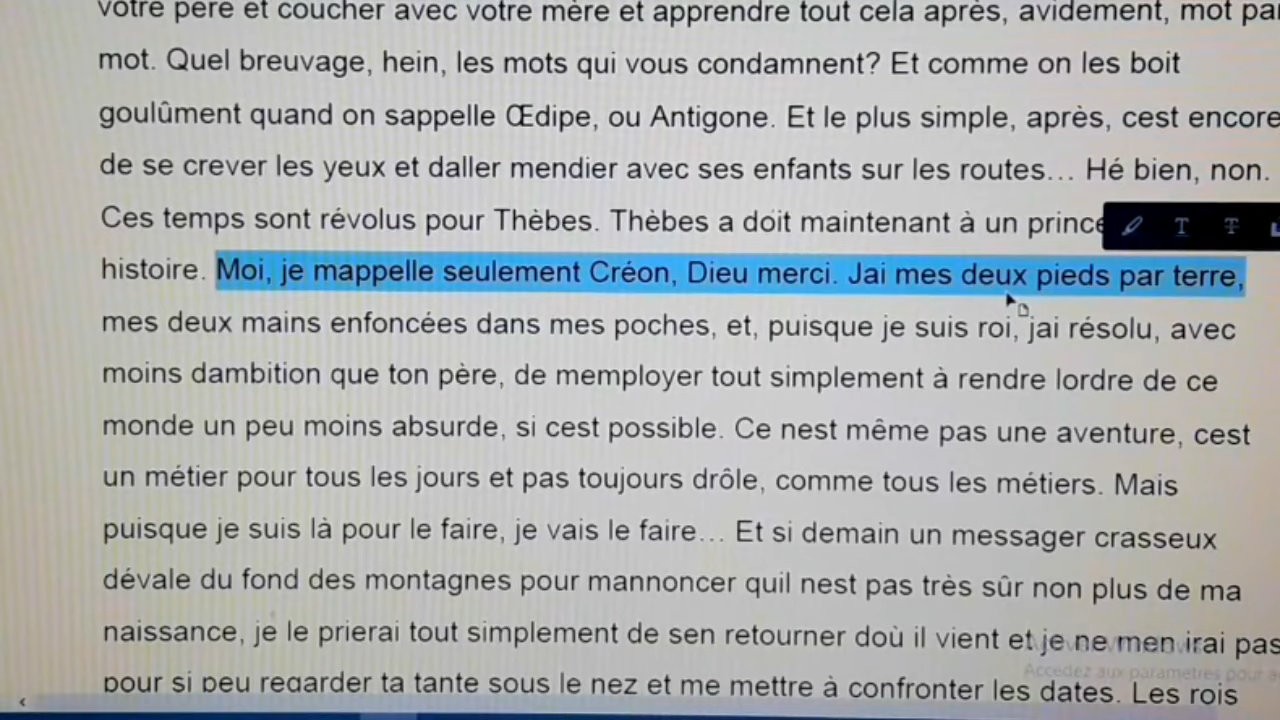 votre père et coucher avec votre mère et apprendre tout cela après, avidement, mot par
mot. Quel breuvage, hein, les mots qui vous condamnent? Et comme on les boit
goulûment quand on sappelle Œdipe, ou Antigone. Et le plus simple, après, cest encore
de se crever les yeux et daller mendier avec ses enfants sur les routes… Hé bien, non.
Ces temps sont révolus pour Thèbes. Thèbes a doit maintenant à un prince
histoire. Moi, je mappelle seulement Créon, Dieu merci. Jai mes deux pieds par terre,
mes deux mains enfoncées dans mes poches, et, puisque je suis roi, jai résolu, avec
moins dambition que ton père, de memployer tout simplement à rendre lordre de ce
monde un peu moins absurde, si cest possible. Ce nest même pas une aventure, cest
un métier pour tous les jours et pas toujours drôle, comme tous les métiers. Mais
puisque je suis là pour le faire, je vais le faire… Et si demain un messager crasseux
dévale du fond des montagnes pour mannoncer quil nest pas très sûr non plus de ma
naissance, je le prierai tout simplement de sen retourner doù il vient et je ne men irai pas
Activer Windows
Accédez aux paramètres pour
pour si peu regarder ta tante sous le nez et me mettre à confronter les dates. Les rois